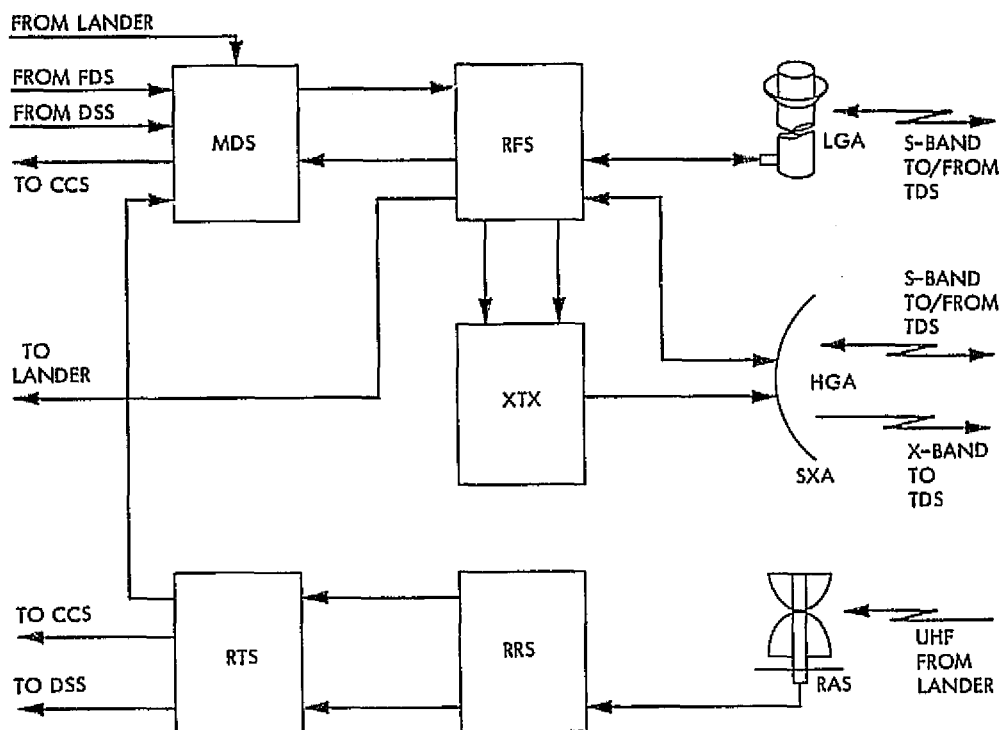 FROM LANDER
FROM FDS
FROM DSS
TO CCS
MDS
RFS
LGA
S-BAND
TO/FROM
TDS
TO
LANDER
XTX
S-BAND
TO/FROM
TDS
HGA
SXA
X-BAND
TO
TDS
TO CCS
TO DSS
RTS
RRS
RAS
UHF
FROM
LANDER